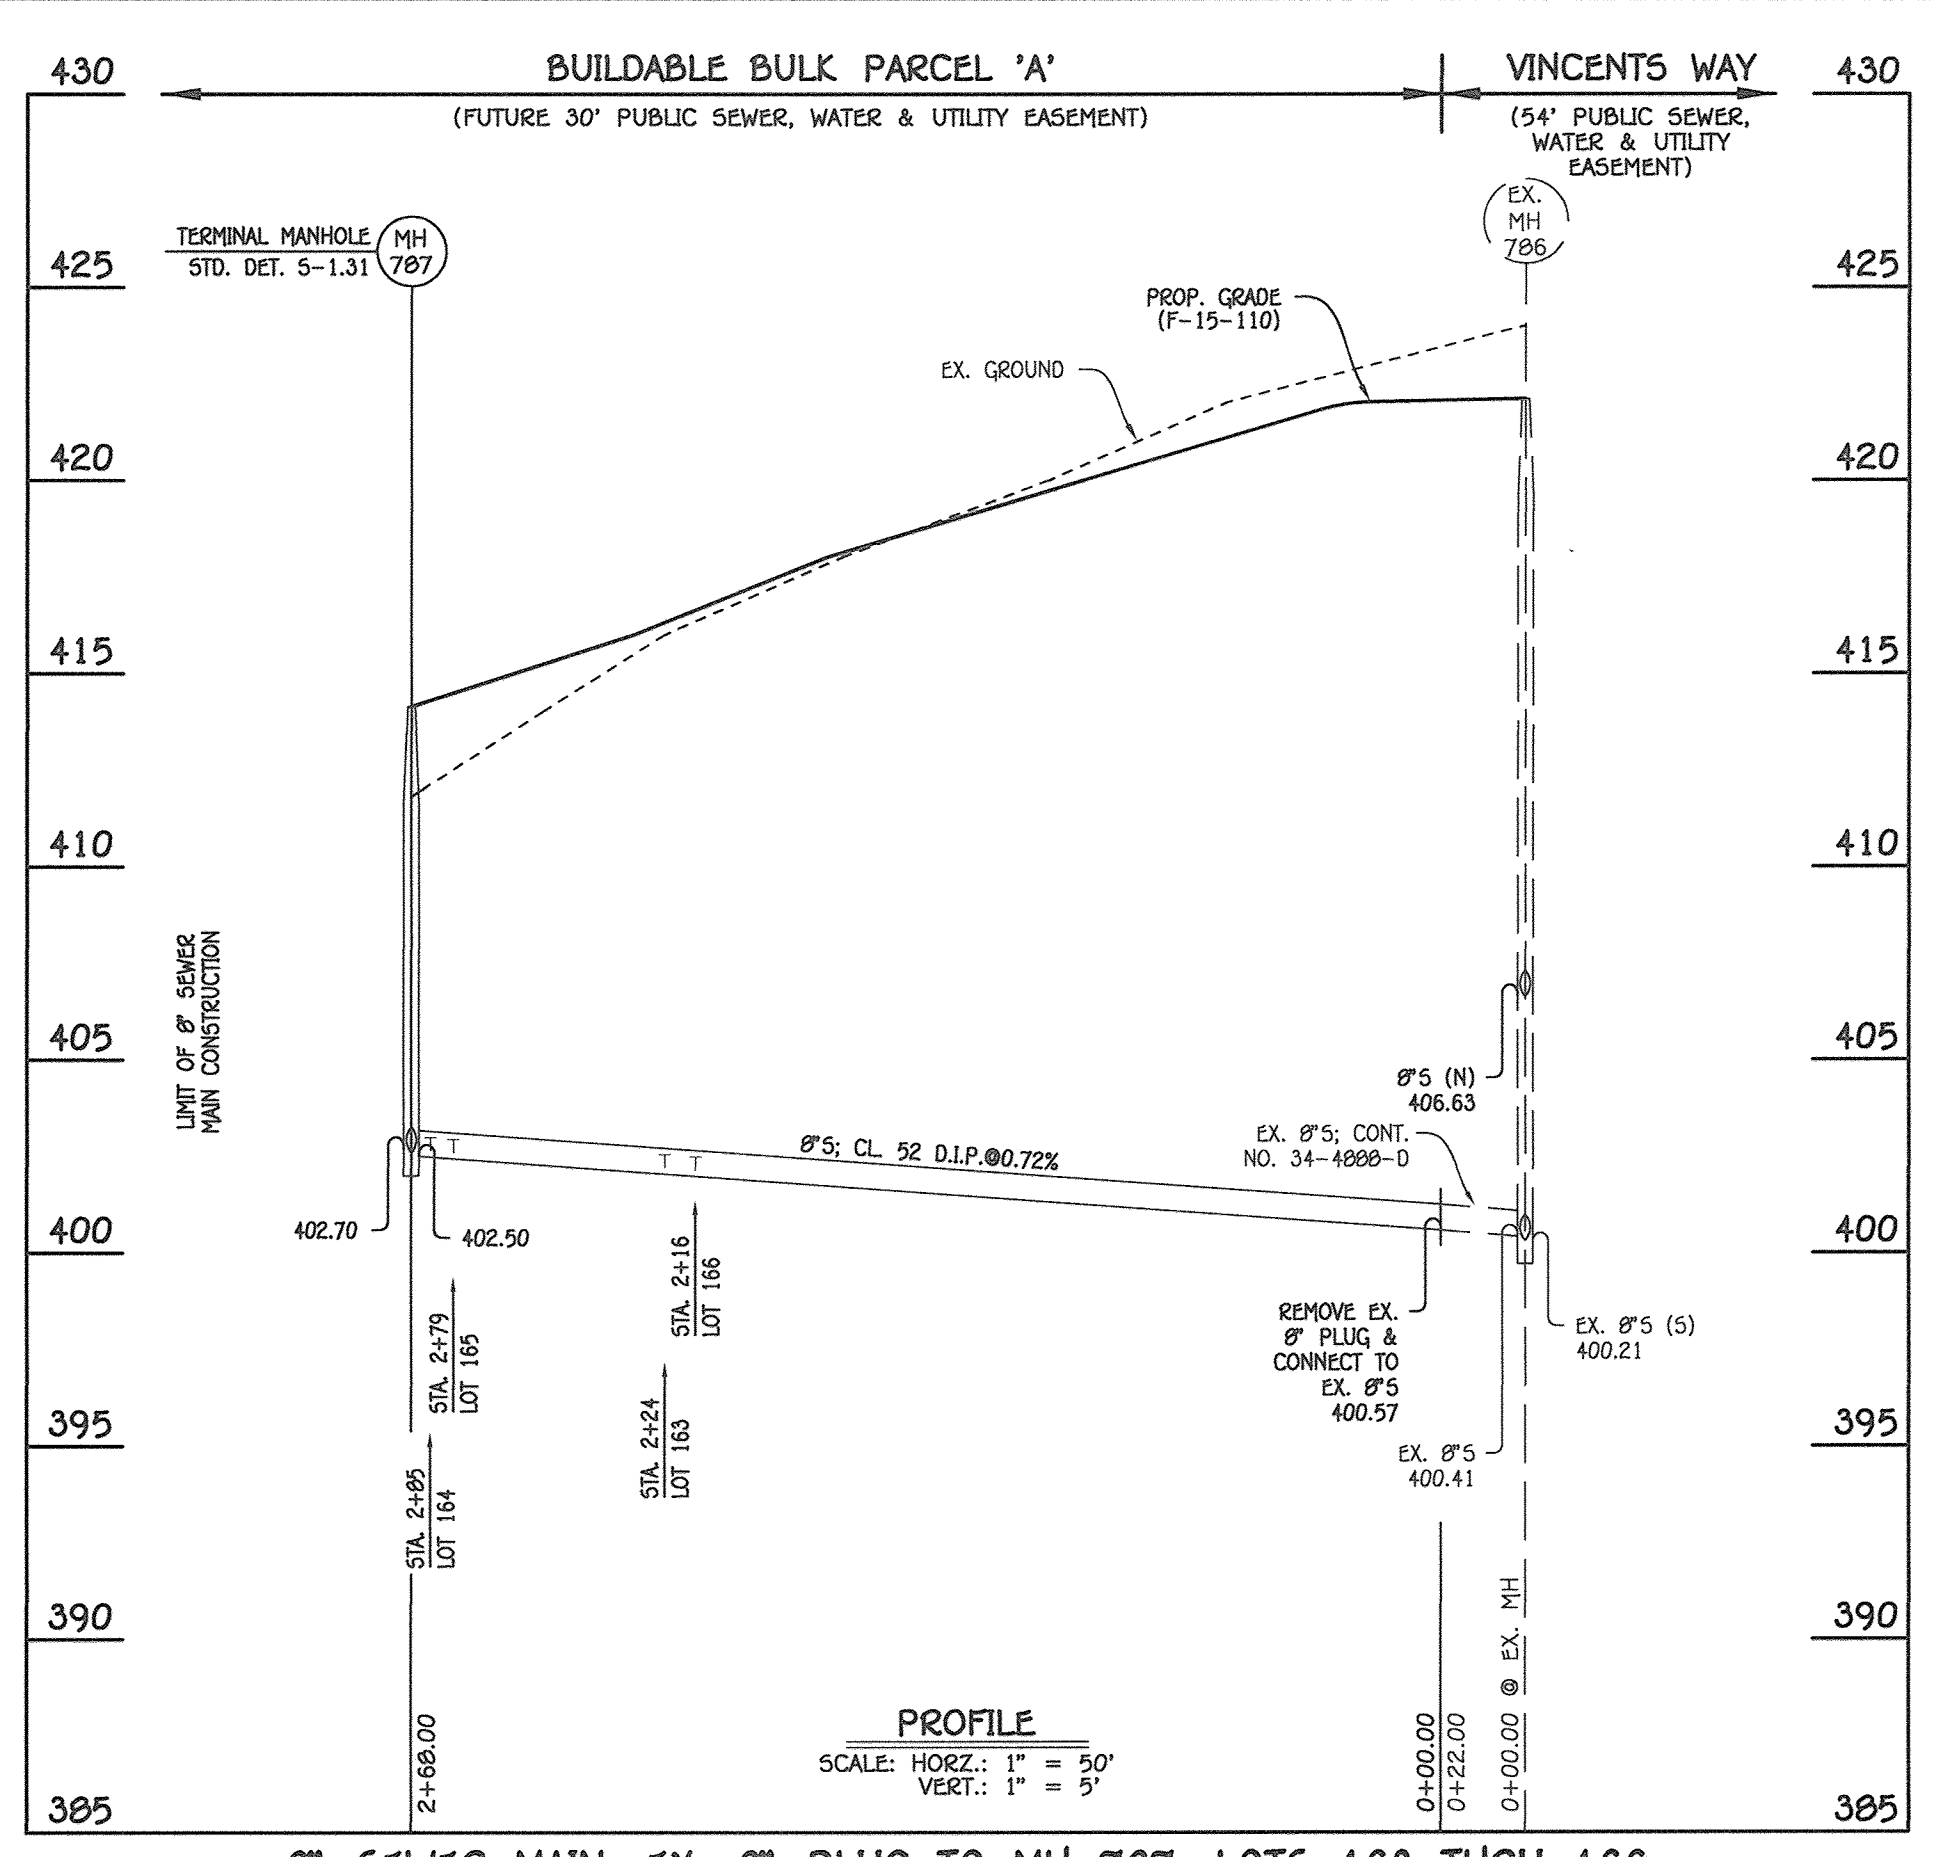 430
BUILDABLE BULK PARCEL 'A'
(FUTURE 30' PUBLIC SEWER, WATER & UTILITY EASEMENT)
VINCENTS WAY
(54' PUBLIC SEWER,
WATER & UTILITY
EASEMENT)
430
TERMINAL MANHOLE
STD. DET. S-1.31
MH
787
EX.
MH
786
425
425
PROP. GRADE
(F-15-110)
EX. GROUND
420
420
415
415
410
410
LIMIT OF 8" SEWER
MAIN CONSTRUCTION
405
405
8"S (N)
406.63
8"S; CL. 52 D.I.P.@0.72%
EX. 8"S; CONT.
NO. 34-4888-D
T T
T T
402.70
402.50
400
400
STA. 2+16
LOT 166
STA. 2+79
LOT 165
STA. 2+24
LOT 163
STA. 2+85
LOT 164
REMOVE EX.
8" PLUG &
CONNECT TO
EX. 8"S
400.57
EX. 8"S (S)
400.21
EX. 8"S
400.41
395
395
390
390
2+68.00
PROFILE
SCALE: HORZ.: 1" = 50'
VERT.: 1" = 5'
0+00.00
0+22.00
0+00.00 @ EX. MH
385
385